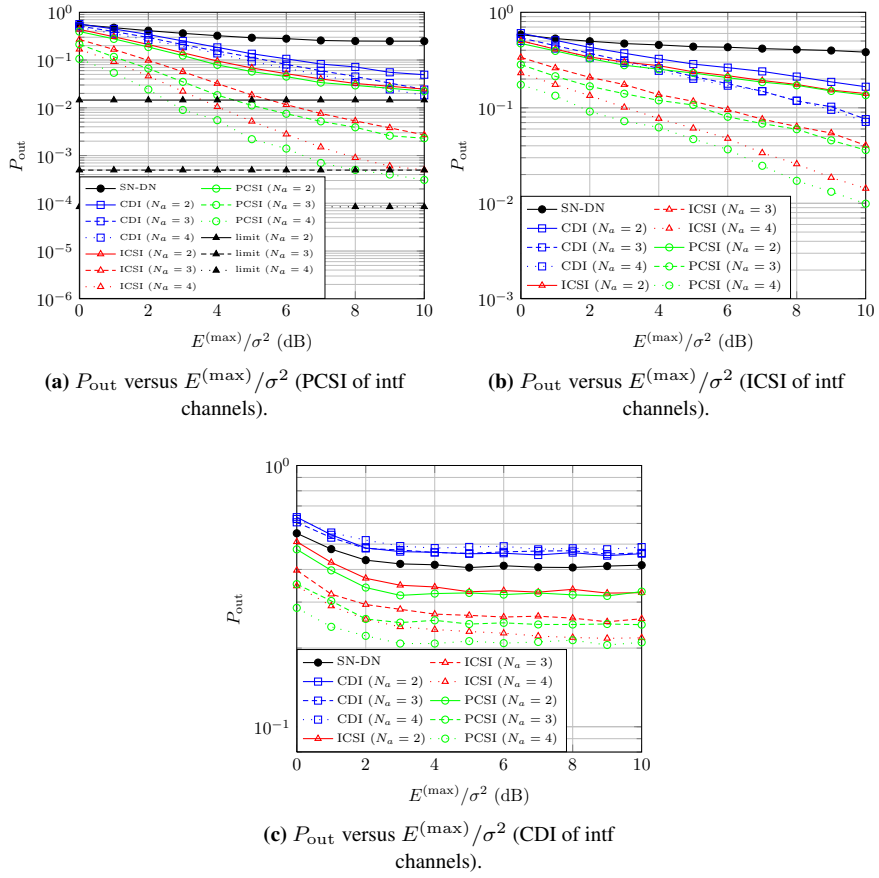 10^0
10^−1
10^−2
10^−3
10^−4
10^−5
10^−6
P_out
0 2 4 6 8 10
E^(max)/σ^2 (dB)
SN-DN
CDI (N_a = 2)
CDI (N_a = 3)
CDI (N_a = 4)
ICSI (N_a = 2)
ICSI (N_a = 3)
ICSI (N_a = 4)
PCSI (N_a = 2)
PCSI (N_a = 3)
PCSI (N_a = 4)
limit (N_a = 2)
limit (N_a = 3)
limit (N_a = 4)
(a) P_out versus E^(max)/σ^2 (PCSI of intf
channels).
10^0
10^−1
10^−2
10^−3
P_out
0 2 4 6 8 10
E^(max)/σ^2 (dB)
SN-DN
CDI (N_a = 2)
CDI (N_a = 3)
CDI (N_a = 4)
ICSI (N_a = 2)
ICSI (N_a = 3)
ICSI (N_a = 4)
PCSI (N_a = 2)
PCSI (N_a = 3)
PCSI (N_a = 4)
(b) P_out versus E^(max)/σ^2 (ICSI of intf
channels).
10^0
10^−1
P_out
0 2 4 6 8 10
E^(max)/σ^2 (dB)
SN-DN
CDI (N_a = 2)
CDI (N_a = 3)
CDI (N_a = 4)
ICSI (N_a = 2)
ICSI (N_a = 3)
ICSI (N_a = 4)
PCSI (N_a = 2)
PCSI (N_a = 3)
PCSI (N_a = 4)
(c) P_out versus E^(max)/σ^2 (CDI of intf
channels).